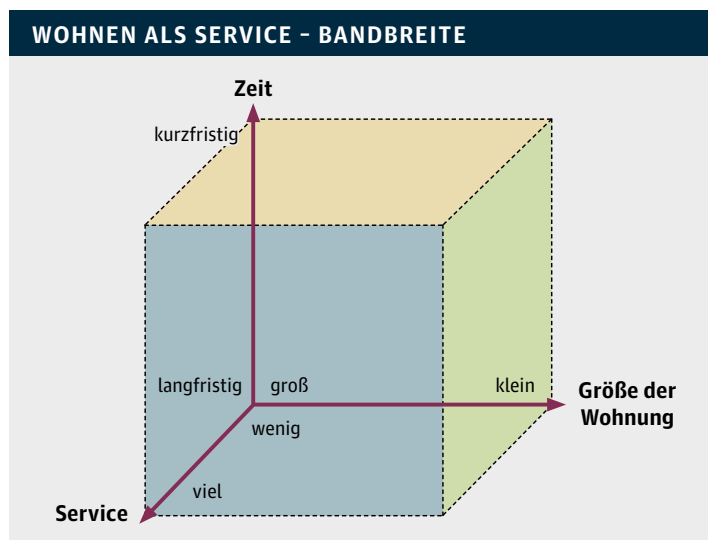 WOHNEN ALS SERVICE – BANDBREITE
Zeit
kurzfristig
langfristig
groß
klein
Größe der
Wohnung
wenig
viel
Service